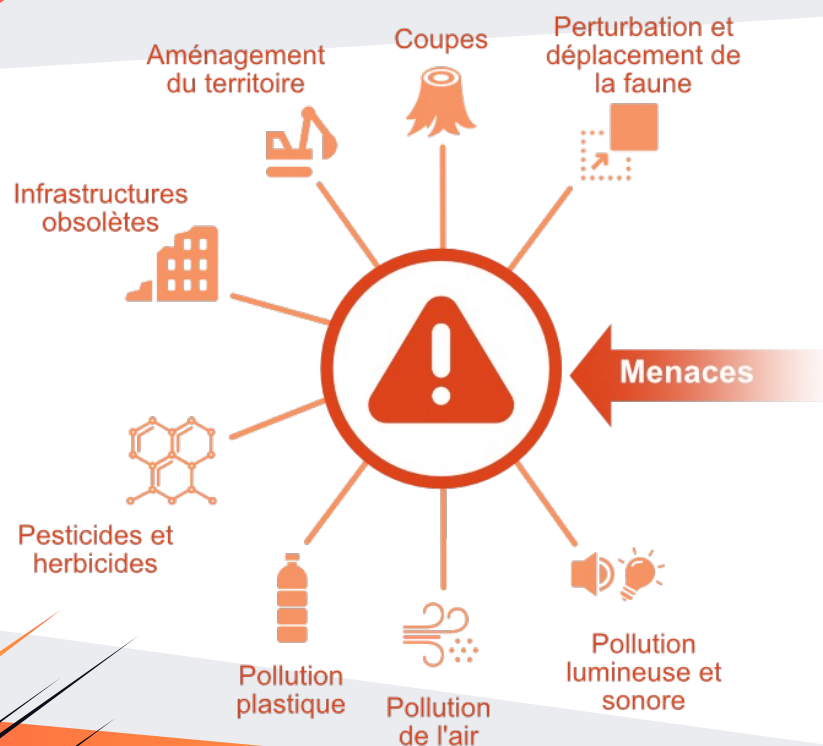 Aménagement
du territoire
Coupes
Perturbation et
déplacement de
la faune
Infrastructures
obsolètes
Menaces
Pesticides et
herbicides
Pollution
plastique
Pollution
de l'air
Pollution
lumineuse et
sonore